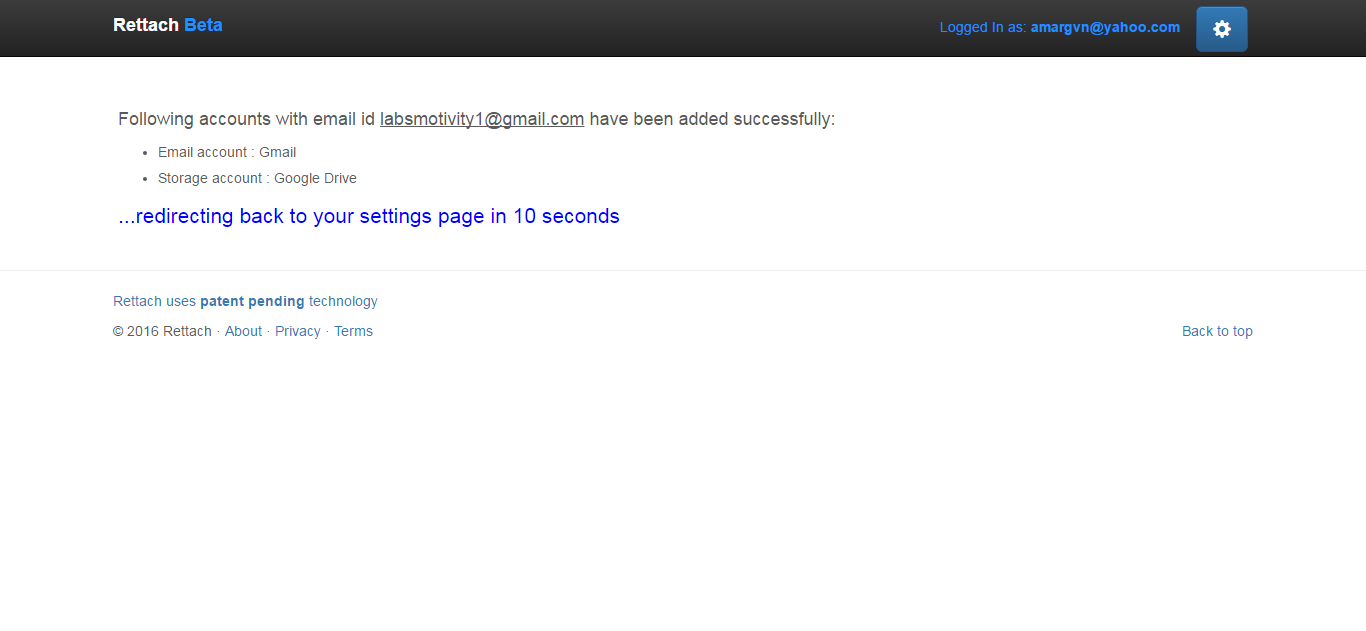 Rettach Beta
Logged In as: amargvn@yahoo.com
Following accounts with email id labsmotivity1@gmail.com have been added successfully:
• Email account : Gmail
• Storage account : Google Drive
...redirecting back to your settings page in 10 seconds
Rettach uses patent pending technology
© 2016 Rettach · About · Privacy · Terms
Back to top